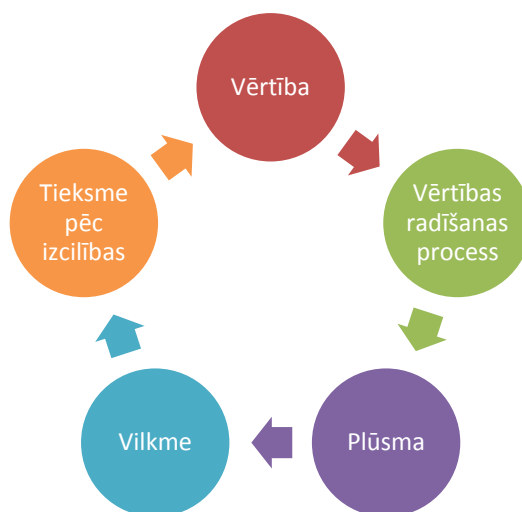 Vērtība
Vērtības
radīšanas
process
Plūsma
Vilkme
Tieksme
pēc
izcilības